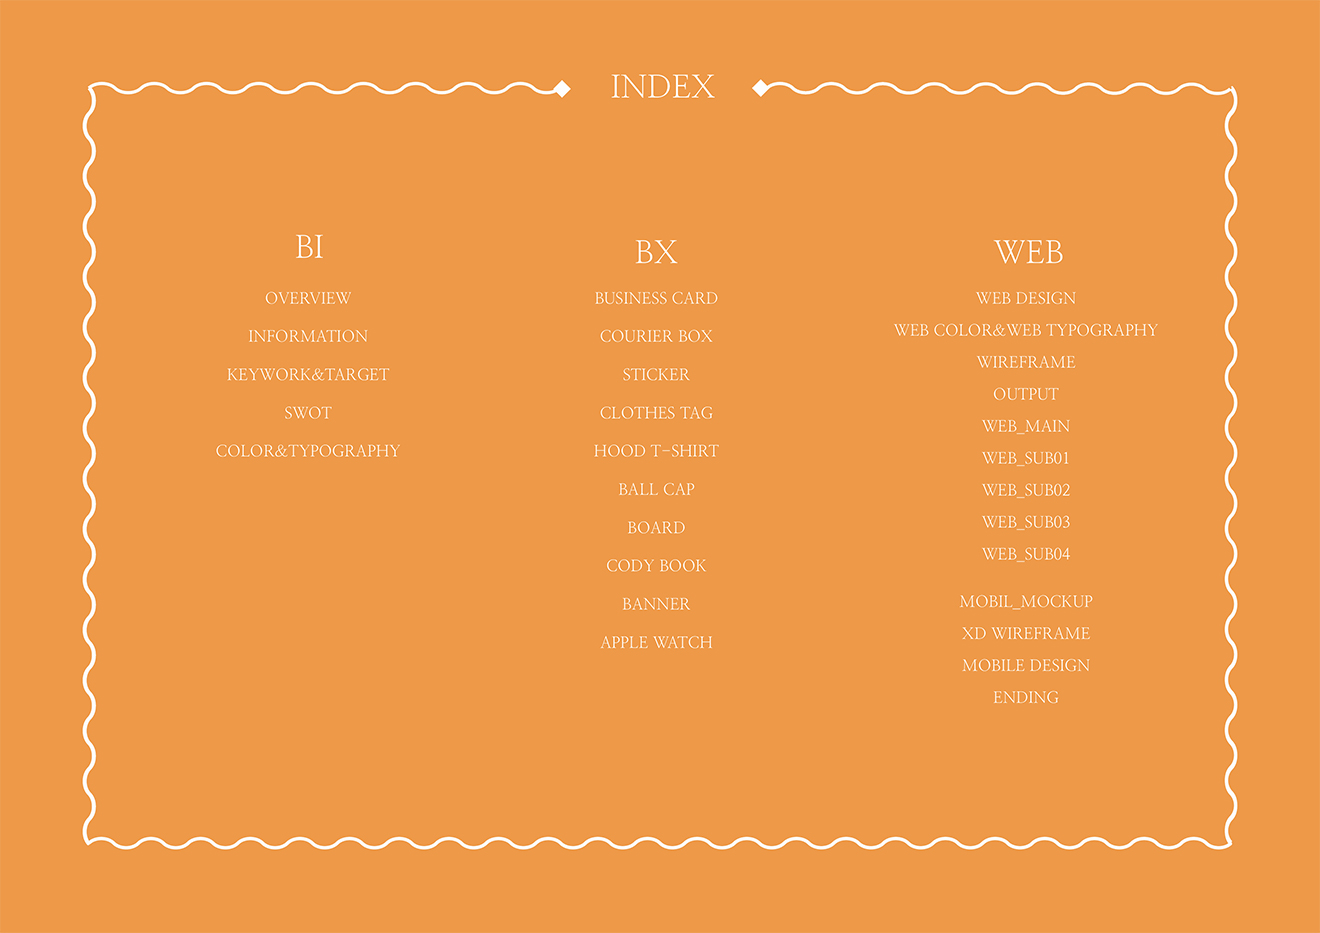 INDEX
BI
OVERVIEW
INFORMATION
KEYWORK&TARGET
SWOT
COLOR&TYPOGRAPHY
BX
BUSINESS CARD
COURIER BOX
STICKER
CLOTHES TAG
HOOD T-SHIRT
BALL CAP
BOARD
CODY BOOK
BANNER
APPLE WATCH
WEB
WEB DESIGN
WEB COLOR&WEB TYPOGRAPHY
WIREFRAME
OUTPUT
WEB_MAIN
WEB_SUB01
WEB_SUB02
WEB_SUB03
WEB_SUB04
MOBIL_MOCKUP
XD WIREFRAME
MOBILE DESIGN
ENDING